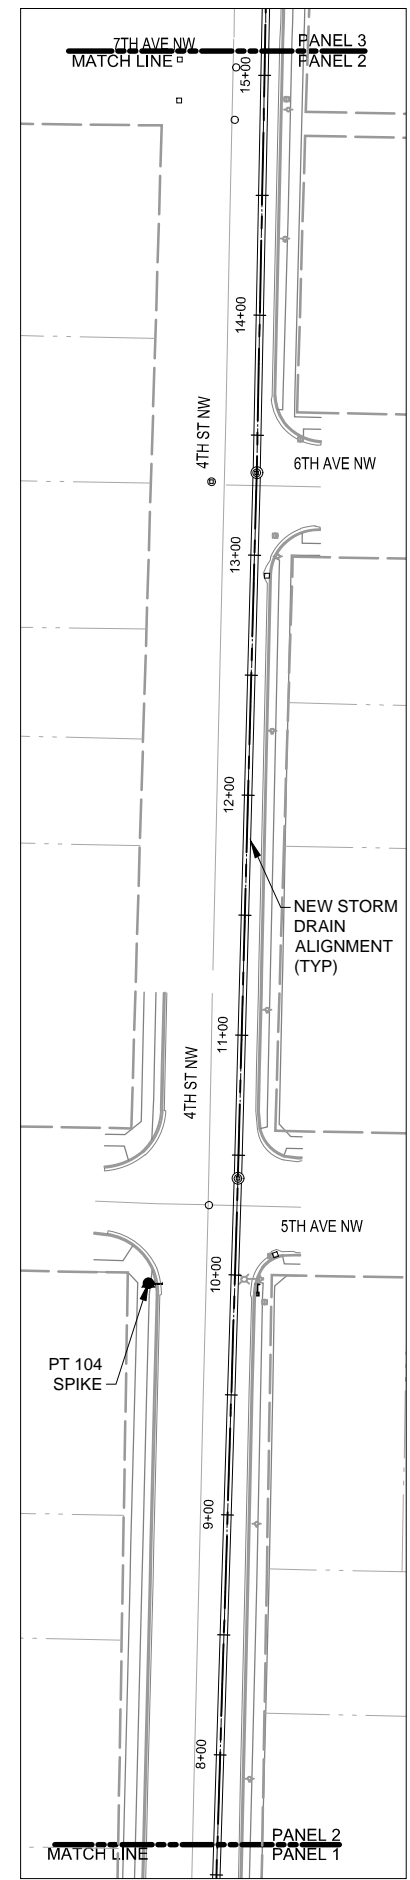 7TH AVE NW
PANEL 3
MATCH LINE
PANEL 2
15+00
14+00
4TH ST NW
6TH AVE NW
13+00
12+00
NEW STORM
DRAIN
ALIGNMENT
(TYP)
11+00
4TH ST NW
5TH AVE NW
10+00
PT 104
SPIKE
9+00
8+00
PANEL 2
MATCH LINE
PANEL 1